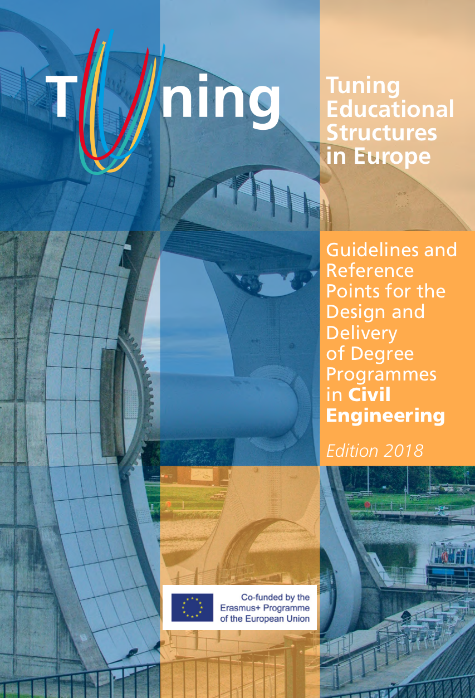 Tuning
Tuning
Educational
Structures
in Europe
Guidelines and
Reference
Points for the
Design and
Delivery
of Degree
Programmes
in Civil
Engineering
Edition 2018
Co-funded by the
Erasmus+ Programme
of the European Union